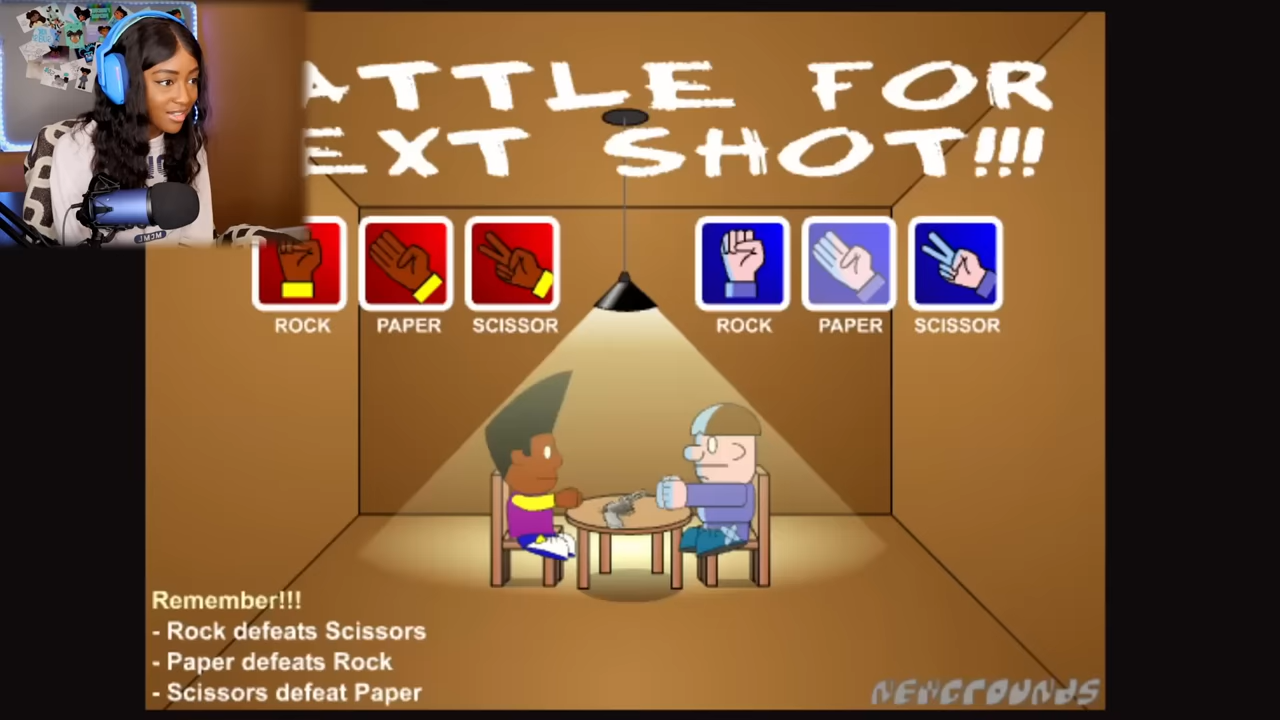 ATTLE FOR
EXT SHOT!!!
ROCK PAPER SCISSOR ROCK PAPER SCISSOR
Remember!!!
- Rock defeats Scissors
- Paper defeats Rock
- Scissors defeat Paper
NEWGROUNDS
JMJM